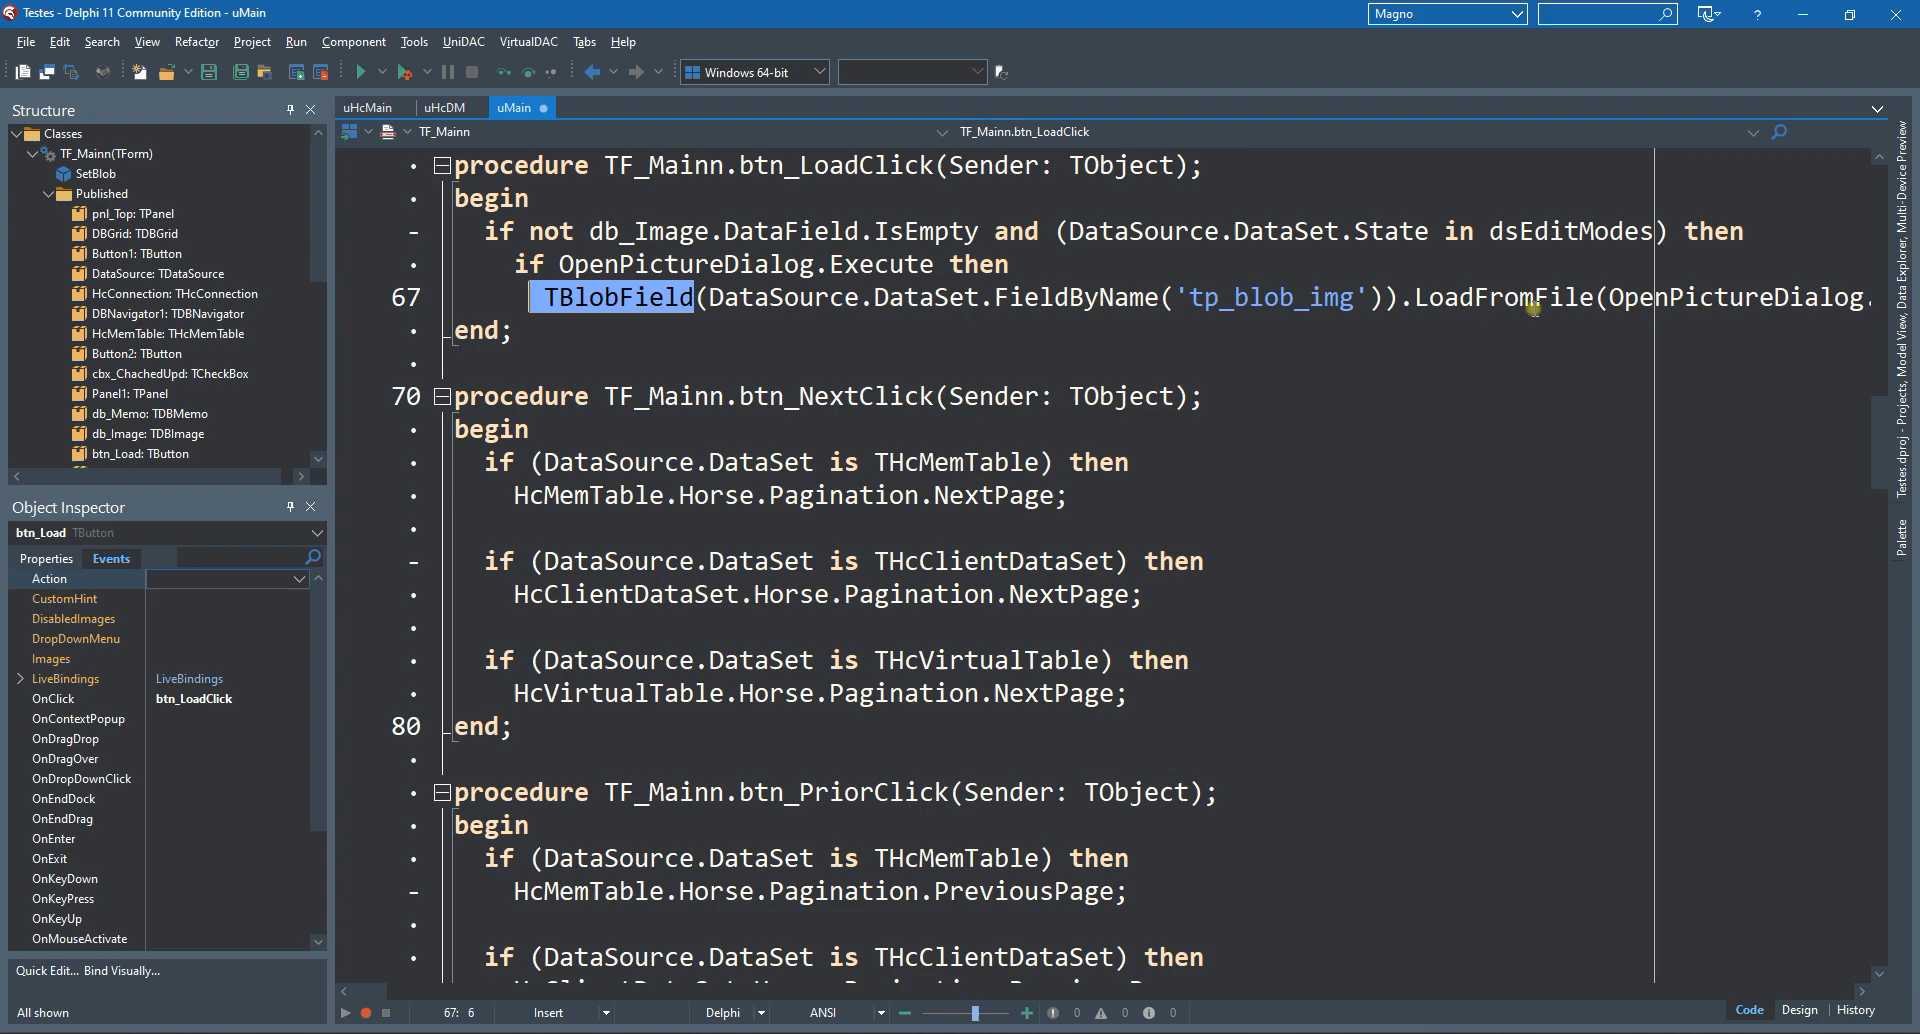 Testes - Delphi 11 Community Edition - uMain
Magno
?
File Edit Search View Refactor Project Run Component Tools UniDAC VirtualDAC Tabs Help
Windows 64-bit
Structure
Classes
TF_Mainn(TForm)
SetBlob
Published
pnl_Top: TPanel
DBGrid: TDBGrid
Button1: TButton
DataSource: TDataSource
HcConnection: THcConnection
DBNavigator1: TDBNavigator
HcMemTable: THcMemTable
Button2: TButton
cbx_ChachedUpd: TCheckBox
Panel1: TPanel
db_Memo: TDBMemo
db_Image: TDBImage
btn_Load: TButton
Object Inspector
btn_Load TButton
Properties Events
Action
CustomHint
DisabledImages
DropDownMenu
Images
LiveBindings LiveBindings
OnClick btn_LoadClick
OnContextPopup
OnDragDrop
OnDragOver
OnDropDownClick
OnEndDock
OnEndDrag
OnEnter
OnExit
OnKeyDown
OnKeyPress
OnKeyUp
OnMouseActivate
Quick Edit... Bind Visually...
All shown
uHcMain uHcDM uMain
TF_Mainn TF_Mainn.btn_LoadClick
procedure TF_Mainn.btn_LoadClick(Sender: TObject);
begin
if not db_Image.DataField.IsEmpty and (DataSource.DataSet.State in dsEditModes) then
if OpenPictureDialog.Execute then
67 TBlobField(DataSource.DataSet.FieldByName('tp_blob_img')).LoadFromFile(OpenPictureDialog.
end;
70 procedure TF_Mainn.btn_NextClick(Sender: TObject);
begin
if (DataSource.DataSet is THcMemTable) then
HcMemTable.Horse.Pagination.NextPage;
if (DataSource.DataSet is THcClientDataSet) then
HcClientDataSet.Horse.Pagination.NextPage;
if (DataSource.DataSet is THcVirtualTable) then
HcVirtualTable.Horse.Pagination.NextPage;
80 end;
procedure TF_Mainn.btn_PriorClick(Sender: TObject);
begin
if (DataSource.DataSet is THcMemTable) then
HcMemTable.Horse.Pagination.PreviousPage;
if (DataSource.DataSet is THcClientDataSet) then
67: 6 Insert Delphi ANSI 0 0 0
Code Design History
Testes.dproj - Projects, Model View, Data Explorer, Multi-Device Preview
Palette